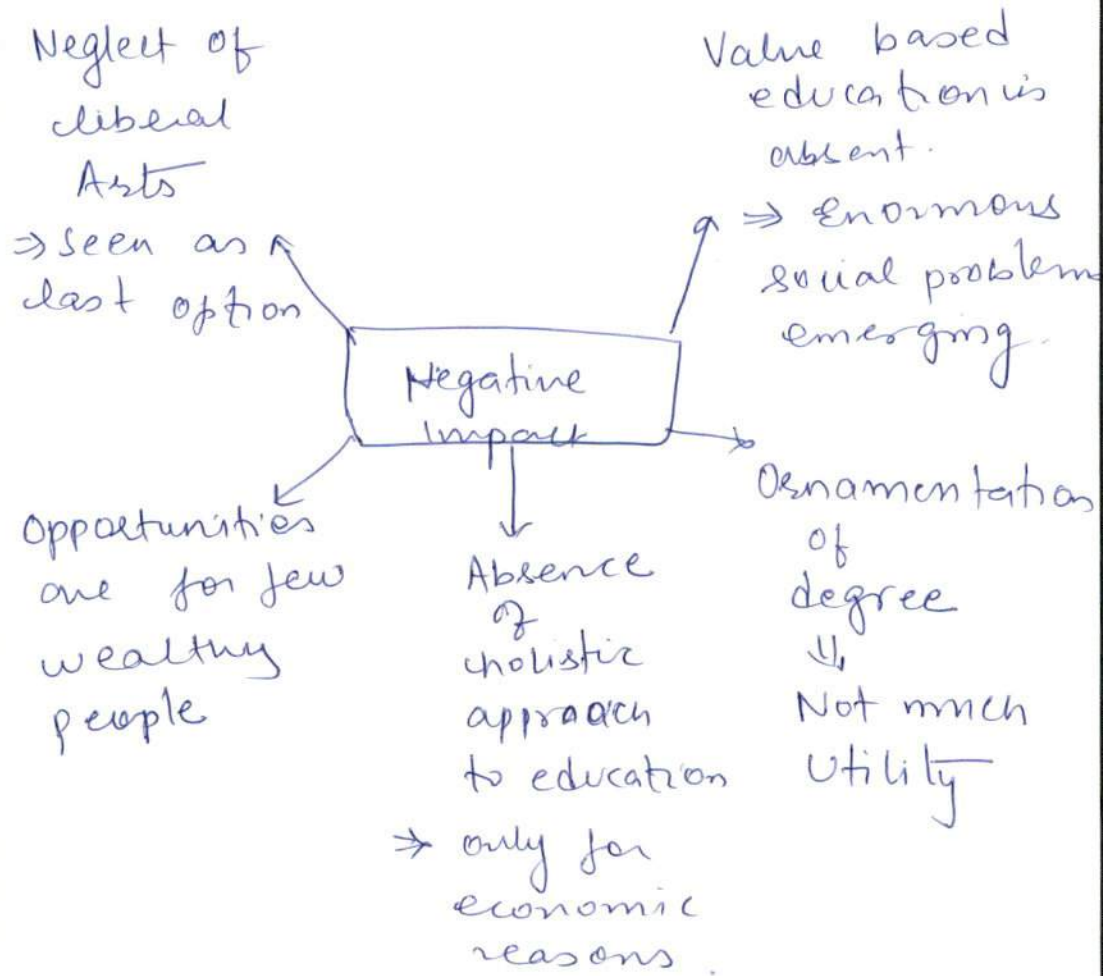 Neglect of
liberal
Arts
⇒ seen as
last option
Value based
education is
absent.
⇒ Enormous
social problems
emerging.
Negative
Impact
Opportunities
are for few
wealthy
people
Absence
of
holistic
approach
to education
⇒ only for
economic
reasons.
Ornamentation
of
degree
⇓
Not much
Utility